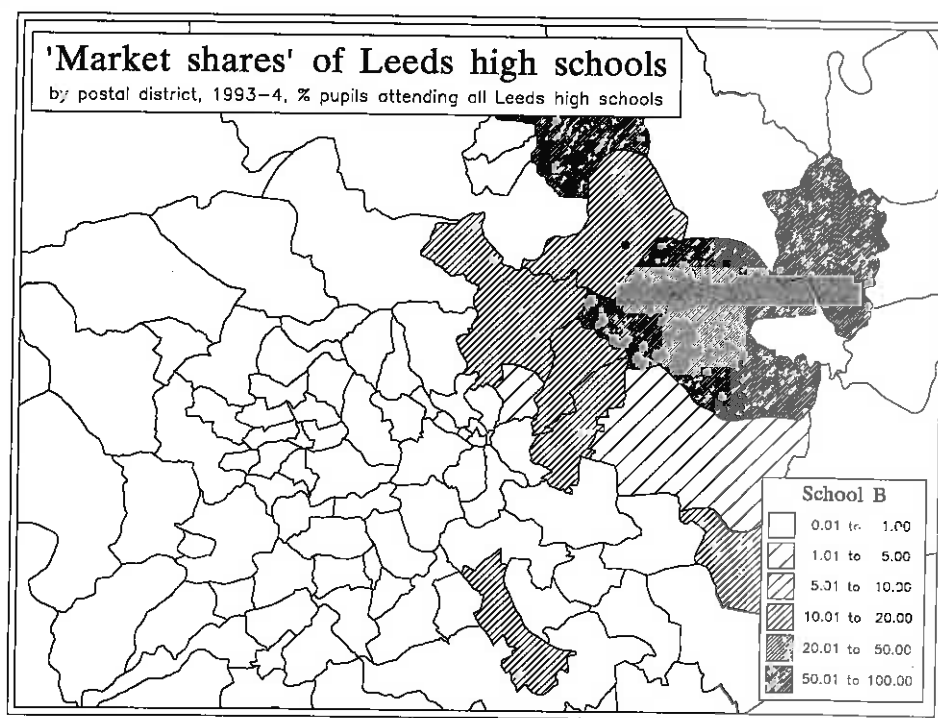 'Market shares' of Leeds high schools
by postal district, 1993-4, % pupils attending all Leeds high schools
School B
0.01 to 1.00
1.01 to 5.00
5.01 to 10.00
10.01 to 20.00
20.01 to 50.00
50.01 to 100.00